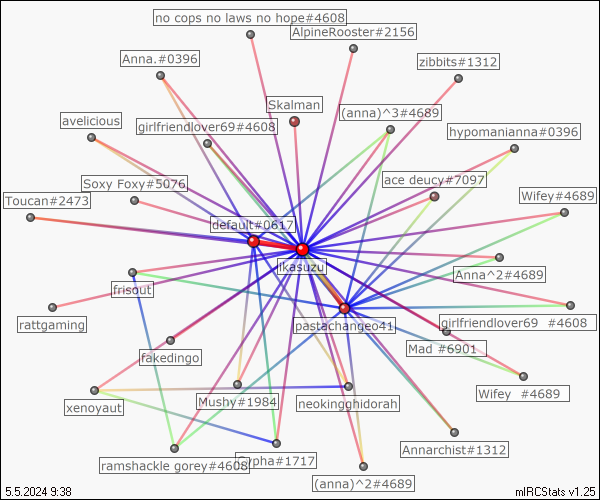 no cops no laws no hope#4608
AlpineRooster#2156
Anna.#0396
zibbits#1312
Skalman
(anna)^3#4689
avelicious
girlfriendlover69#4608
hypomanianna#0396
Soxy Foxy#5076
ace deucy#7097
Toucan#2473
Wifey#4689
default#0617
ikasuzu
Anna^2#4689
frisout
rattgaming
pastachangeo41
girlfriendlover69 #4608
fakedingo
Mad #6901
Wifey #4689
xenoyaut
Mushy#1984
neokingghidorah
Annarchist#1312
ramshackle gorey#4608
pha#1717
(anna)^2#4689
5.5.2024 9:38
mIRCStats v1.25